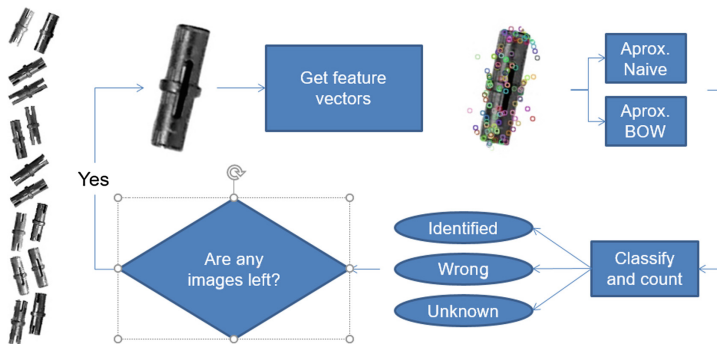 Get feature
vectors
Aprox.
Naive
Aprox.
BOW
Yes
Are any
images left?
Identified
Wrong
Unknown
Classify
and count